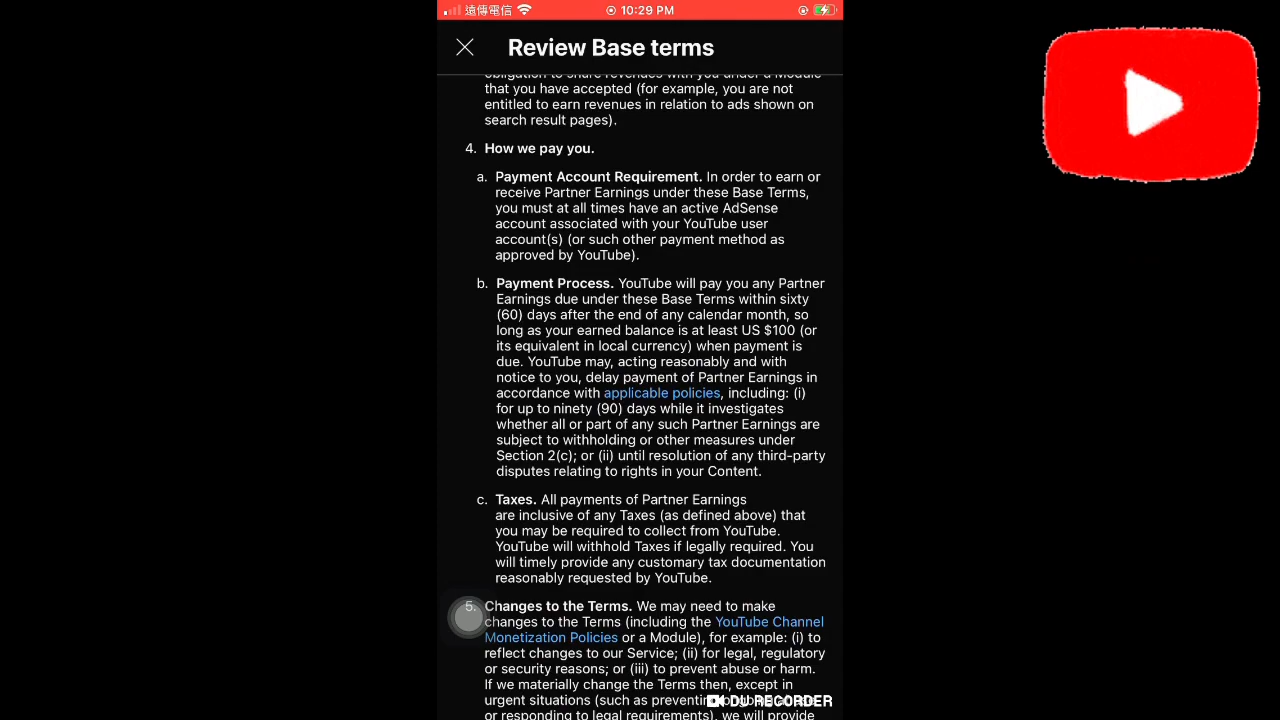 遠傳電信 10:29 PM
Review Base terms
obligation to share revenues with you under a Module
that you have accepted (for example, you are not
entitled to earn revenues in relation to ads shown on
search result pages).
4. How we pay you.
a. Payment Account Requirement. In order to earn or
receive Partner Earnings under these Base Terms,
you must at all times have an active AdSense
account associated with your YouTube user
account(s) (or such other payment method as
approved by YouTube).
b. Payment Process. YouTube will pay you any Partner
Earnings due under these Base Terms within sixty
(60) days after the end of any calendar month, so
long as your earned balance is at least US $100 (or
its equivalent in local currency) when payment is
due. YouTube may, acting reasonably and with
notice to you, delay payment of Partner Earnings in
accordance with applicable policies, including: (i)
for up to ninety (90) days while it investigates
whether all or part of any such Partner Earnings are
subject to withholding or other measures under
Section 2(c); or (ii) until resolution of any third-party
disputes relating to rights in your Content.
c. Taxes. All payments of Partner Earnings
are inclusive of any Taxes (as defined above) that
you may be required to collect from YouTube.
YouTube will withhold Taxes if legally required. You
will timely provide any customary tax documentation
reasonably requested by YouTube.
5. Changes to the Terms. We may need to make
changes to the Terms (including the YouTube Channel
Monetization Policies or a Module), for example: (i) to
reflect changes to our Service; (ii) for legal, regulatory
or security reasons; or (iii) to prevent abuse or harm.
If we materially change the Terms then, except in
urgent situations (such as preventing
DU RECORDER
or responding to legal requirements), we will provide